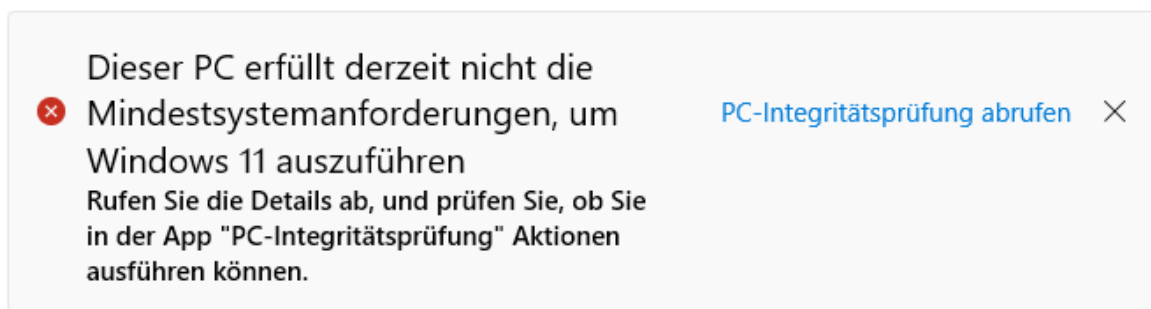 Dieser PC erfüllt derzeit nicht die
Mindestsystemanforderungen, um
Windows 11 auszuführen
Rufen Sie die Details ab, und prüfen Sie, ob Sie
in der App "PC-Integritätsprüfung" Aktionen
ausführen können.
PC-Integritätsprüfung abrufen